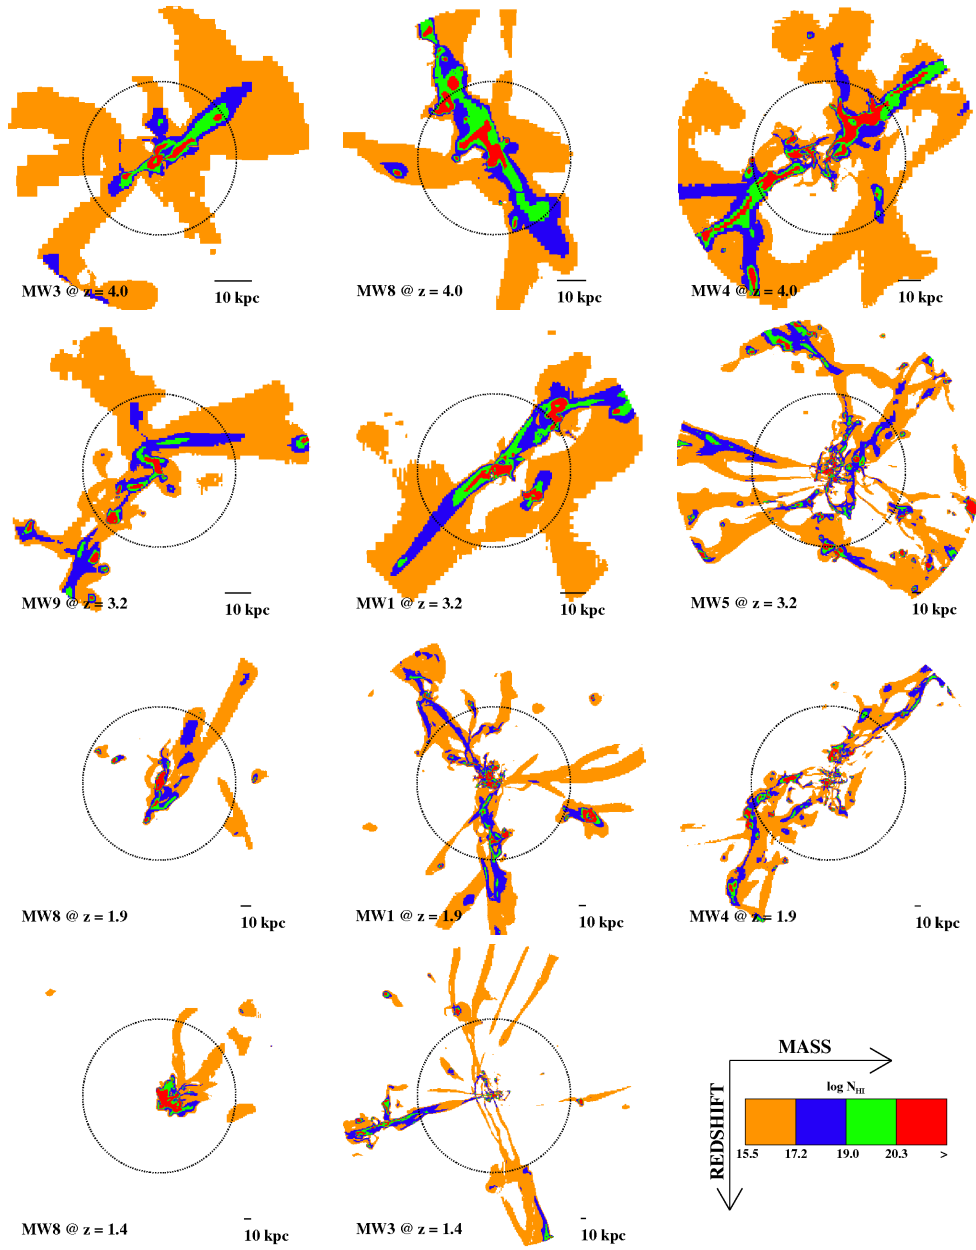 MW3 @ z = 4.0
10 kpc
MW8 @ z = 4.0
10 kpc
MW4 @ z = 4.0
10 kpc
MW9 @ z = 3.2
10 kpc
MW1 @ z = 3.2
10 kpc
MW5 @ z = 3.2
10 kpc
MW8 @ z = 1.9
10 kpc
MW1 @ z = 1.9
10 kpc
MW4 @ z = 1.9
10 kpc
MW8 @ z = 1.4
10 kpc
MW3 @ z = 1.4
10 kpc
MASS
REDSHIFT
log N_HI
15.5 17.2 19.0 20.3 >